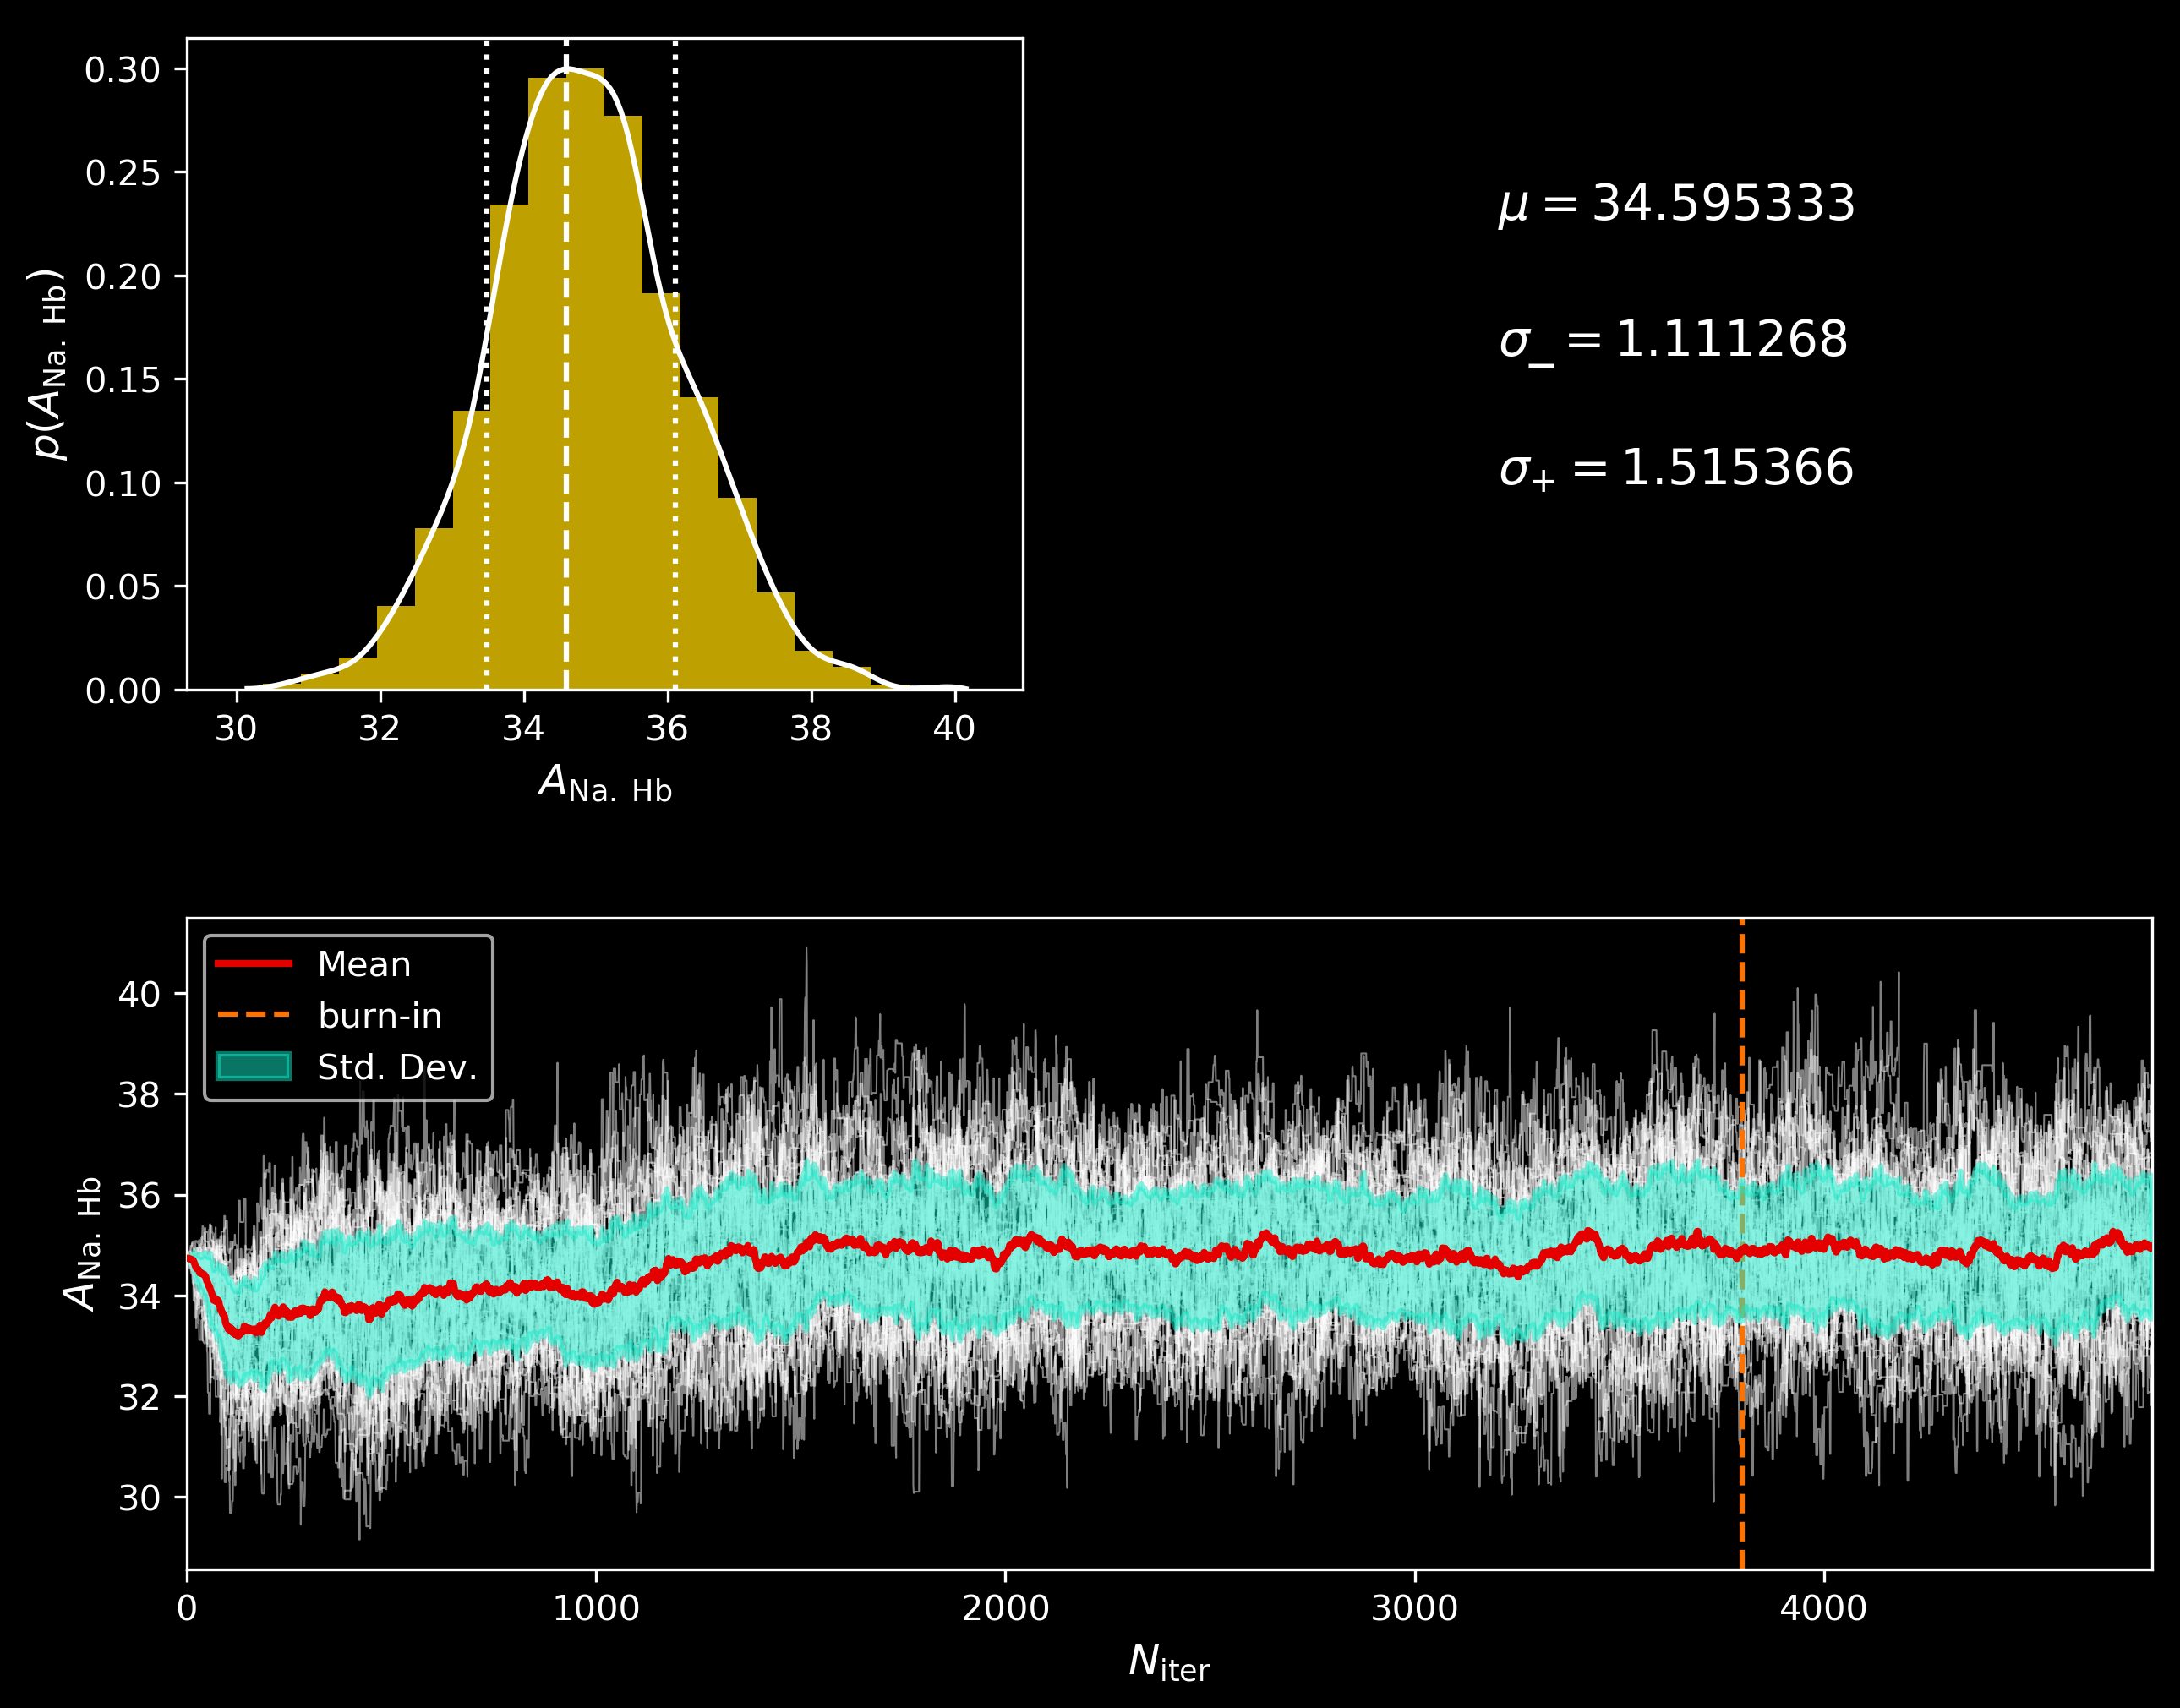 0.30
0.25
0.20
0.15
0.10
0.05
0.00
p(A_Na. Hb)
30 32 34 36 38 40
A_Na. Hb
μ = 34.595333
σ_− = 1.111268
σ_+ = 1.515366
Mean
burn-in
Std. Dev.
40
38
36
34
32
30
A_Na. Hb
0 1000 2000 3000 4000
N_iter